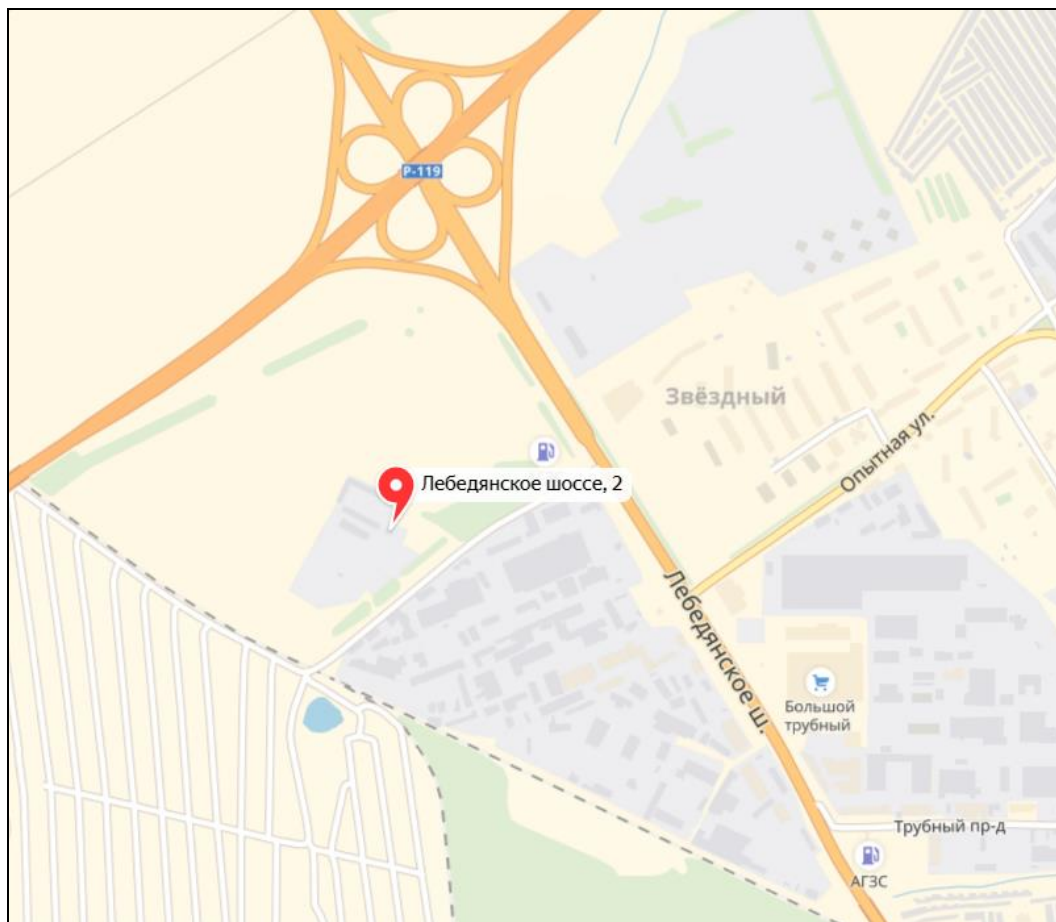 Р-119
Звёздный
Опытная ул.
Лебедянское шоссе, 2
Лебедянское ш.
Большой
трубный
Трубный пр-д
АГЗС